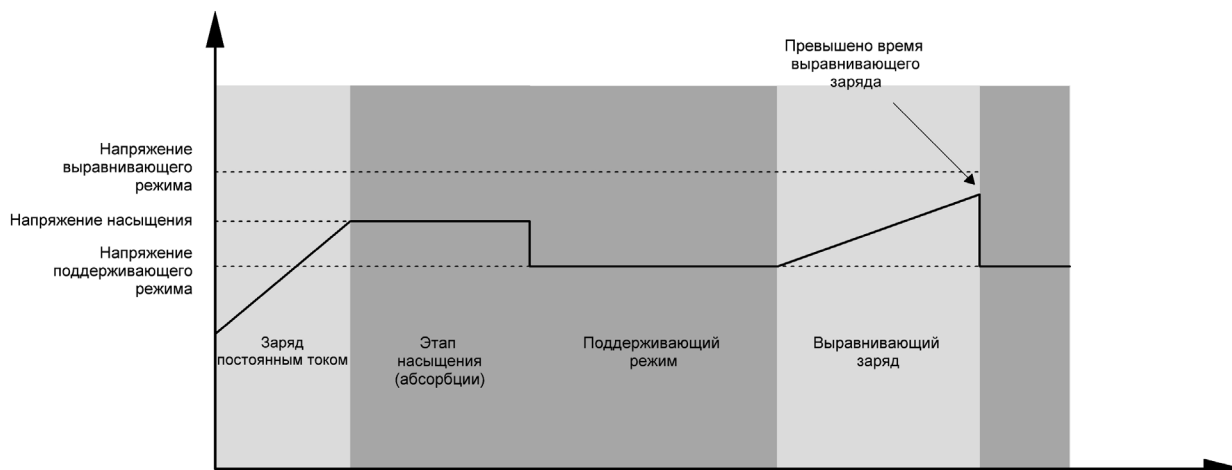 Превышено время
выравнивающего
заряда
Напряжение
выравнивающего
режима
Напряжение насыщения
Напряжение
поддерживающего
режима
Заряд
постоянным током
Этап
насыщения
(абсорбции)
Поддерживающий
режим
Выравнивающий
заряд